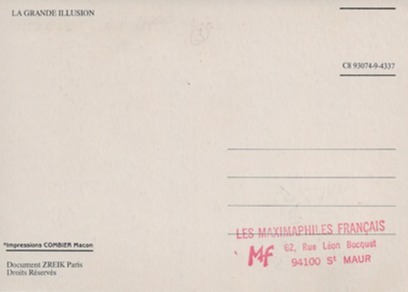 LA GRANDE ILLUSION
C8 93074-9-4337
"Impressions COMBIER Macon
Document ZREIK Paris
Droits Réservés
LES MAXIMAPHILES FRANÇAIS
Mf 62, Rue Léon Bocquet
94100 St MAUR